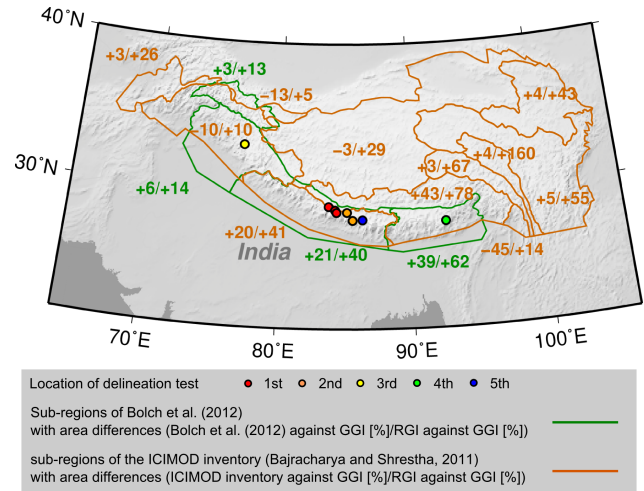 40˚N
+3/+26
+3/+13
−13/+5
+4/+43
−10/+10
−3/+29
+4/+160
30˚N
+3/+67
+6/+14
+43/+78
+5/+55
+20/+41
India
+21/+40
+39/+62
−45/+14
70˚E
80˚E
90˚E
100˚E
Location of delineation test 1st 2nd 3rd 4th 5th
Sub-regions of Bolch et al. (2012)
with area differences (Bolch et al. (2012) against GGI [%]/RGI against GGI [%])
sub-regions of the ICIMOD inventory (Bajracharya and Shrestha, 2011)
with area differences (ICIMOD inventory against GGI [%]/RGI against GGI [%])